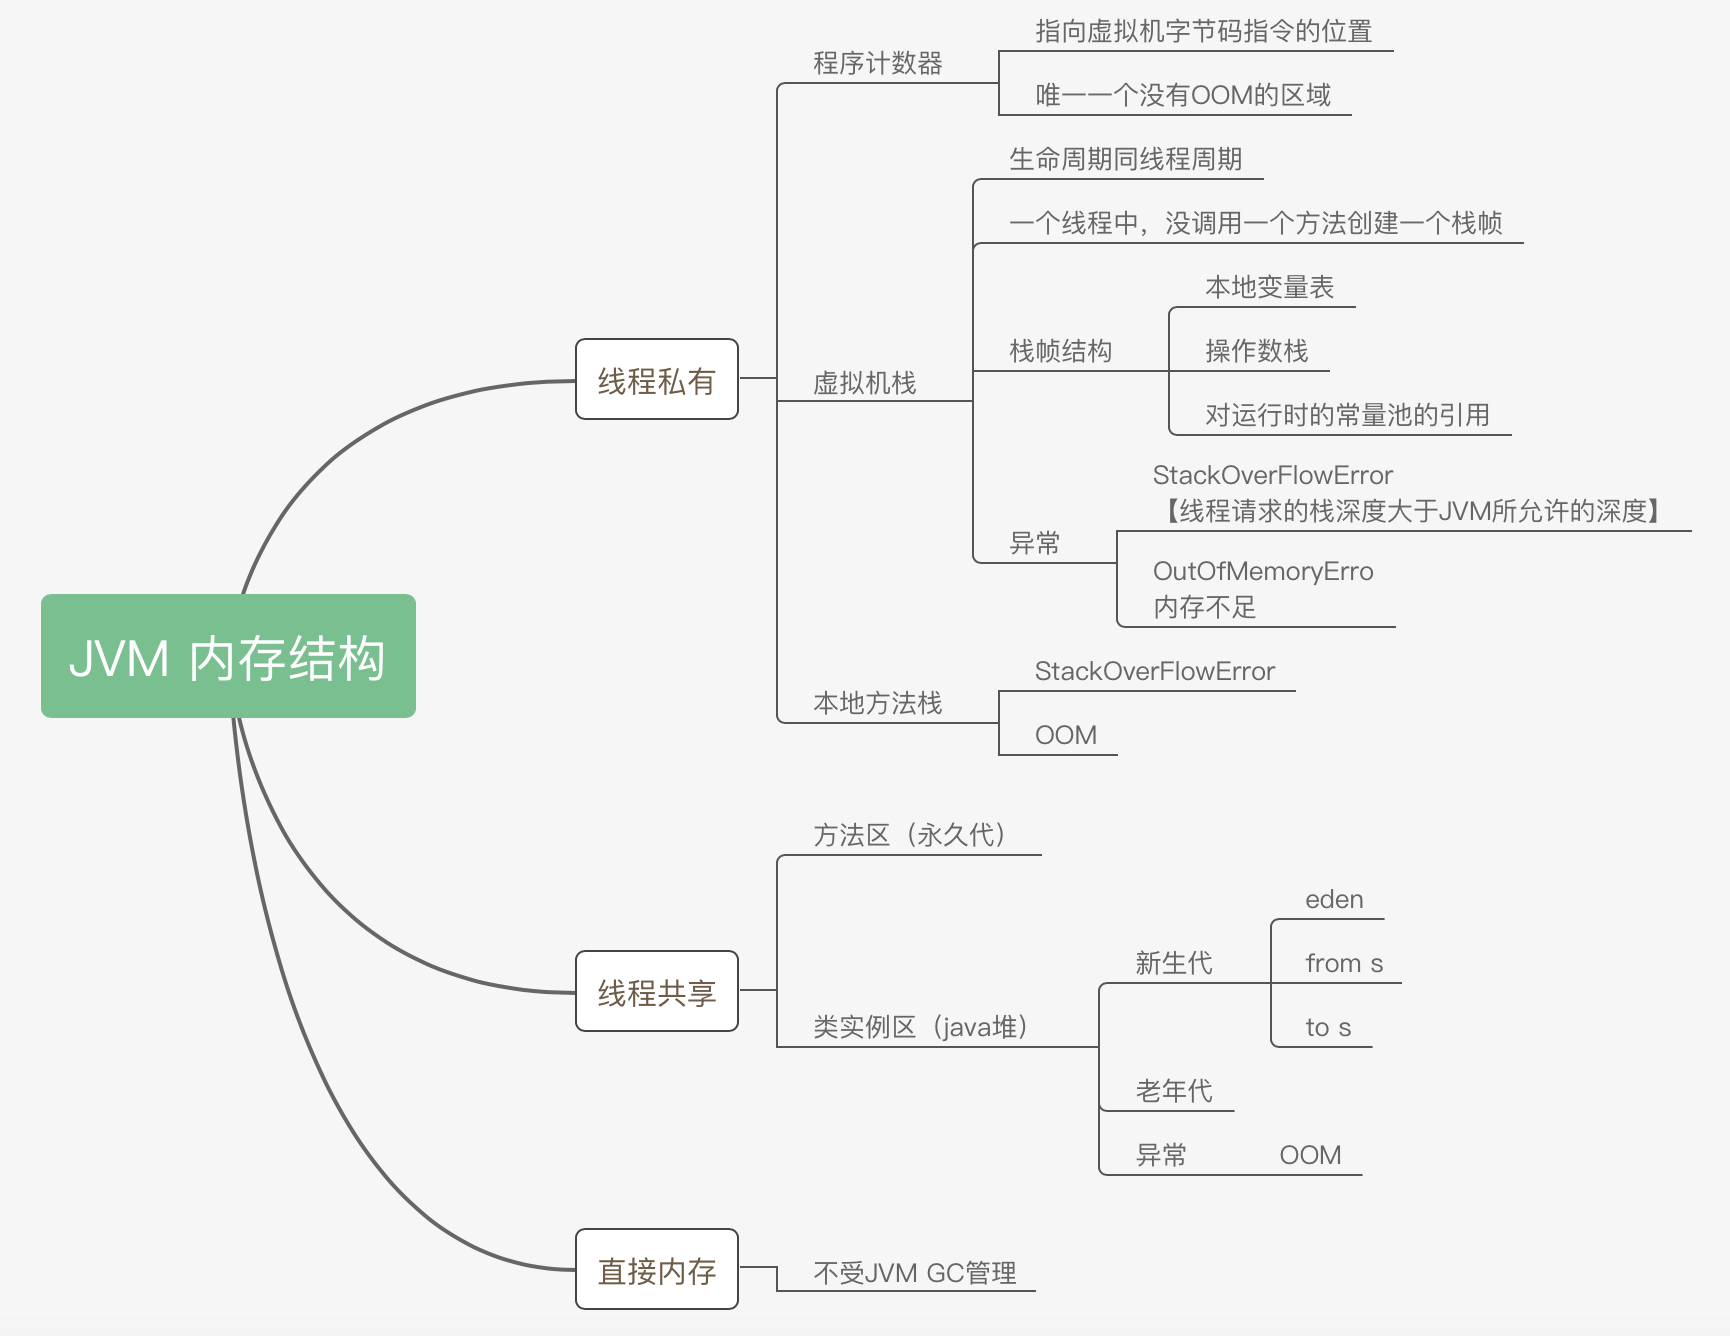 JVM 内存结构
线程私有
程序计数器
指向虚拟机字节码指令的位置
唯一一个没有OOM的区域
虚拟机栈
生命周期同线程周期
一个线程中，没调用一个方法创建一个栈帧
栈帧结构
本地变量表
操作数栈
对运行时的常量池的引用
异常
StackOverFlowError
【线程请求的栈深度大于JVM所允许的深度】
OutOfMemoryErro
内存不足
本地方法栈
StackOverFlowError
OOM
线程共享
方法区（永久代）
类实例区（java堆）
新生代
eden
from s
to s
老年代
异常
OOM
直接内存
不受JVM GC管理